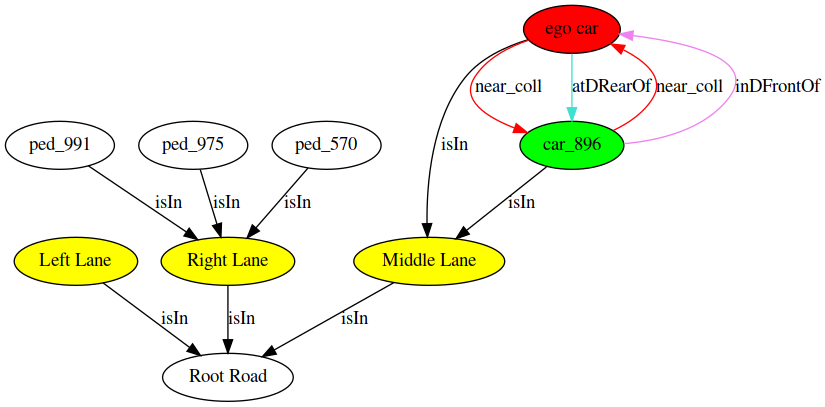 ego car
near_coll
atDRearOf
near_coll
inDFrontOf
ped_991
ped_975
ped_570
isIn
car_896
isIn
isIn
isIn
isIn
Left Lane
Right Lane
Middle Lane
isIn
isIn
isIn
Root Road